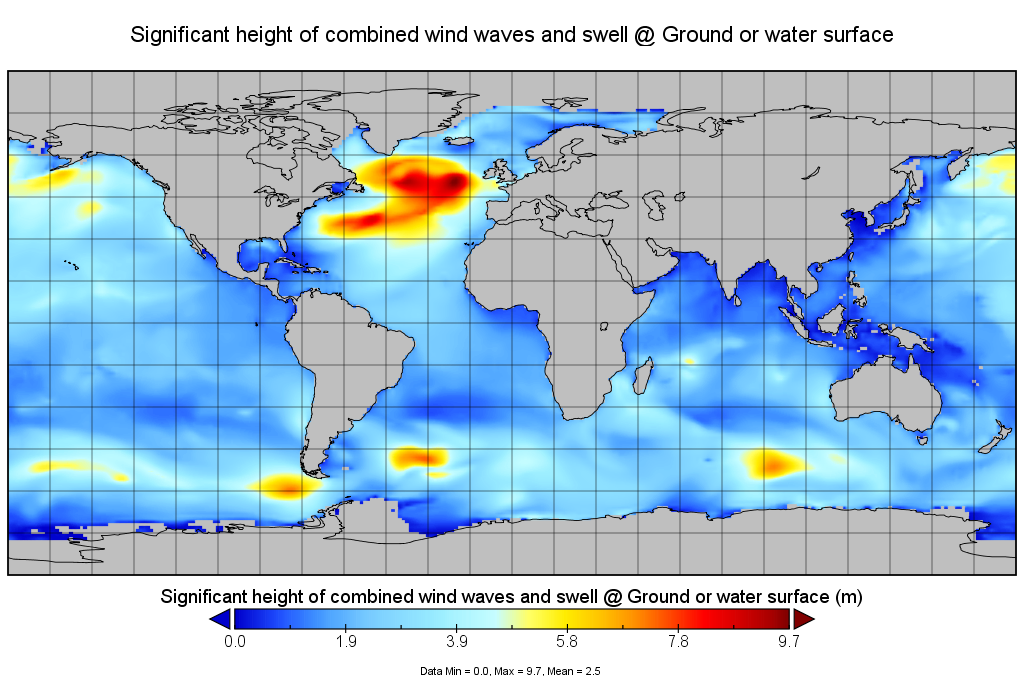 Significant height of combined wind waves and swell @ Ground or water surface
Significant height of combined wind waves and swell @ Ground or water surface (m)
0.0 1.9 3.9 5.8 7.8 9.7
Data Min = 0.0, Max = 9.7, Mean = 2.5